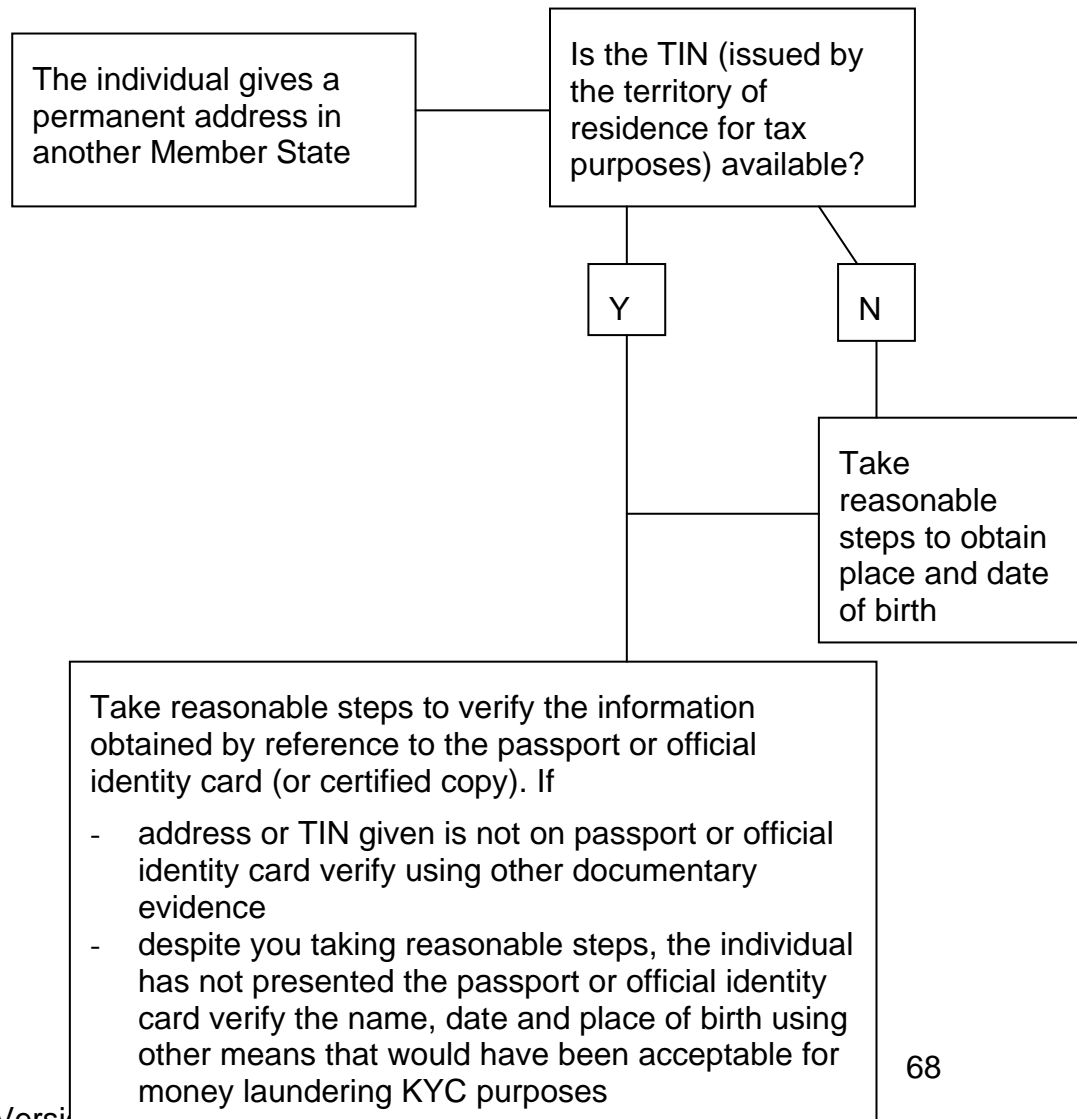 The individual gives a
permanent address in
another Member State
Is the TIN (issued by
the territory of
residence for tax
purposes) available?
Y
N
Take
reasonable
steps to obtain
place and date
of birth
Take reasonable steps to verify the information
obtained by reference to the passport or official
identity card (or certified copy). If
- address or TIN given is not on passport or official
identity card verify using other documentary
evidence
- despite you taking reasonable steps, the individual
has not presented the passport or official identity
card verify the name, date and place of birth using
other means that would have been acceptable for
money laundering KYC purposes
68